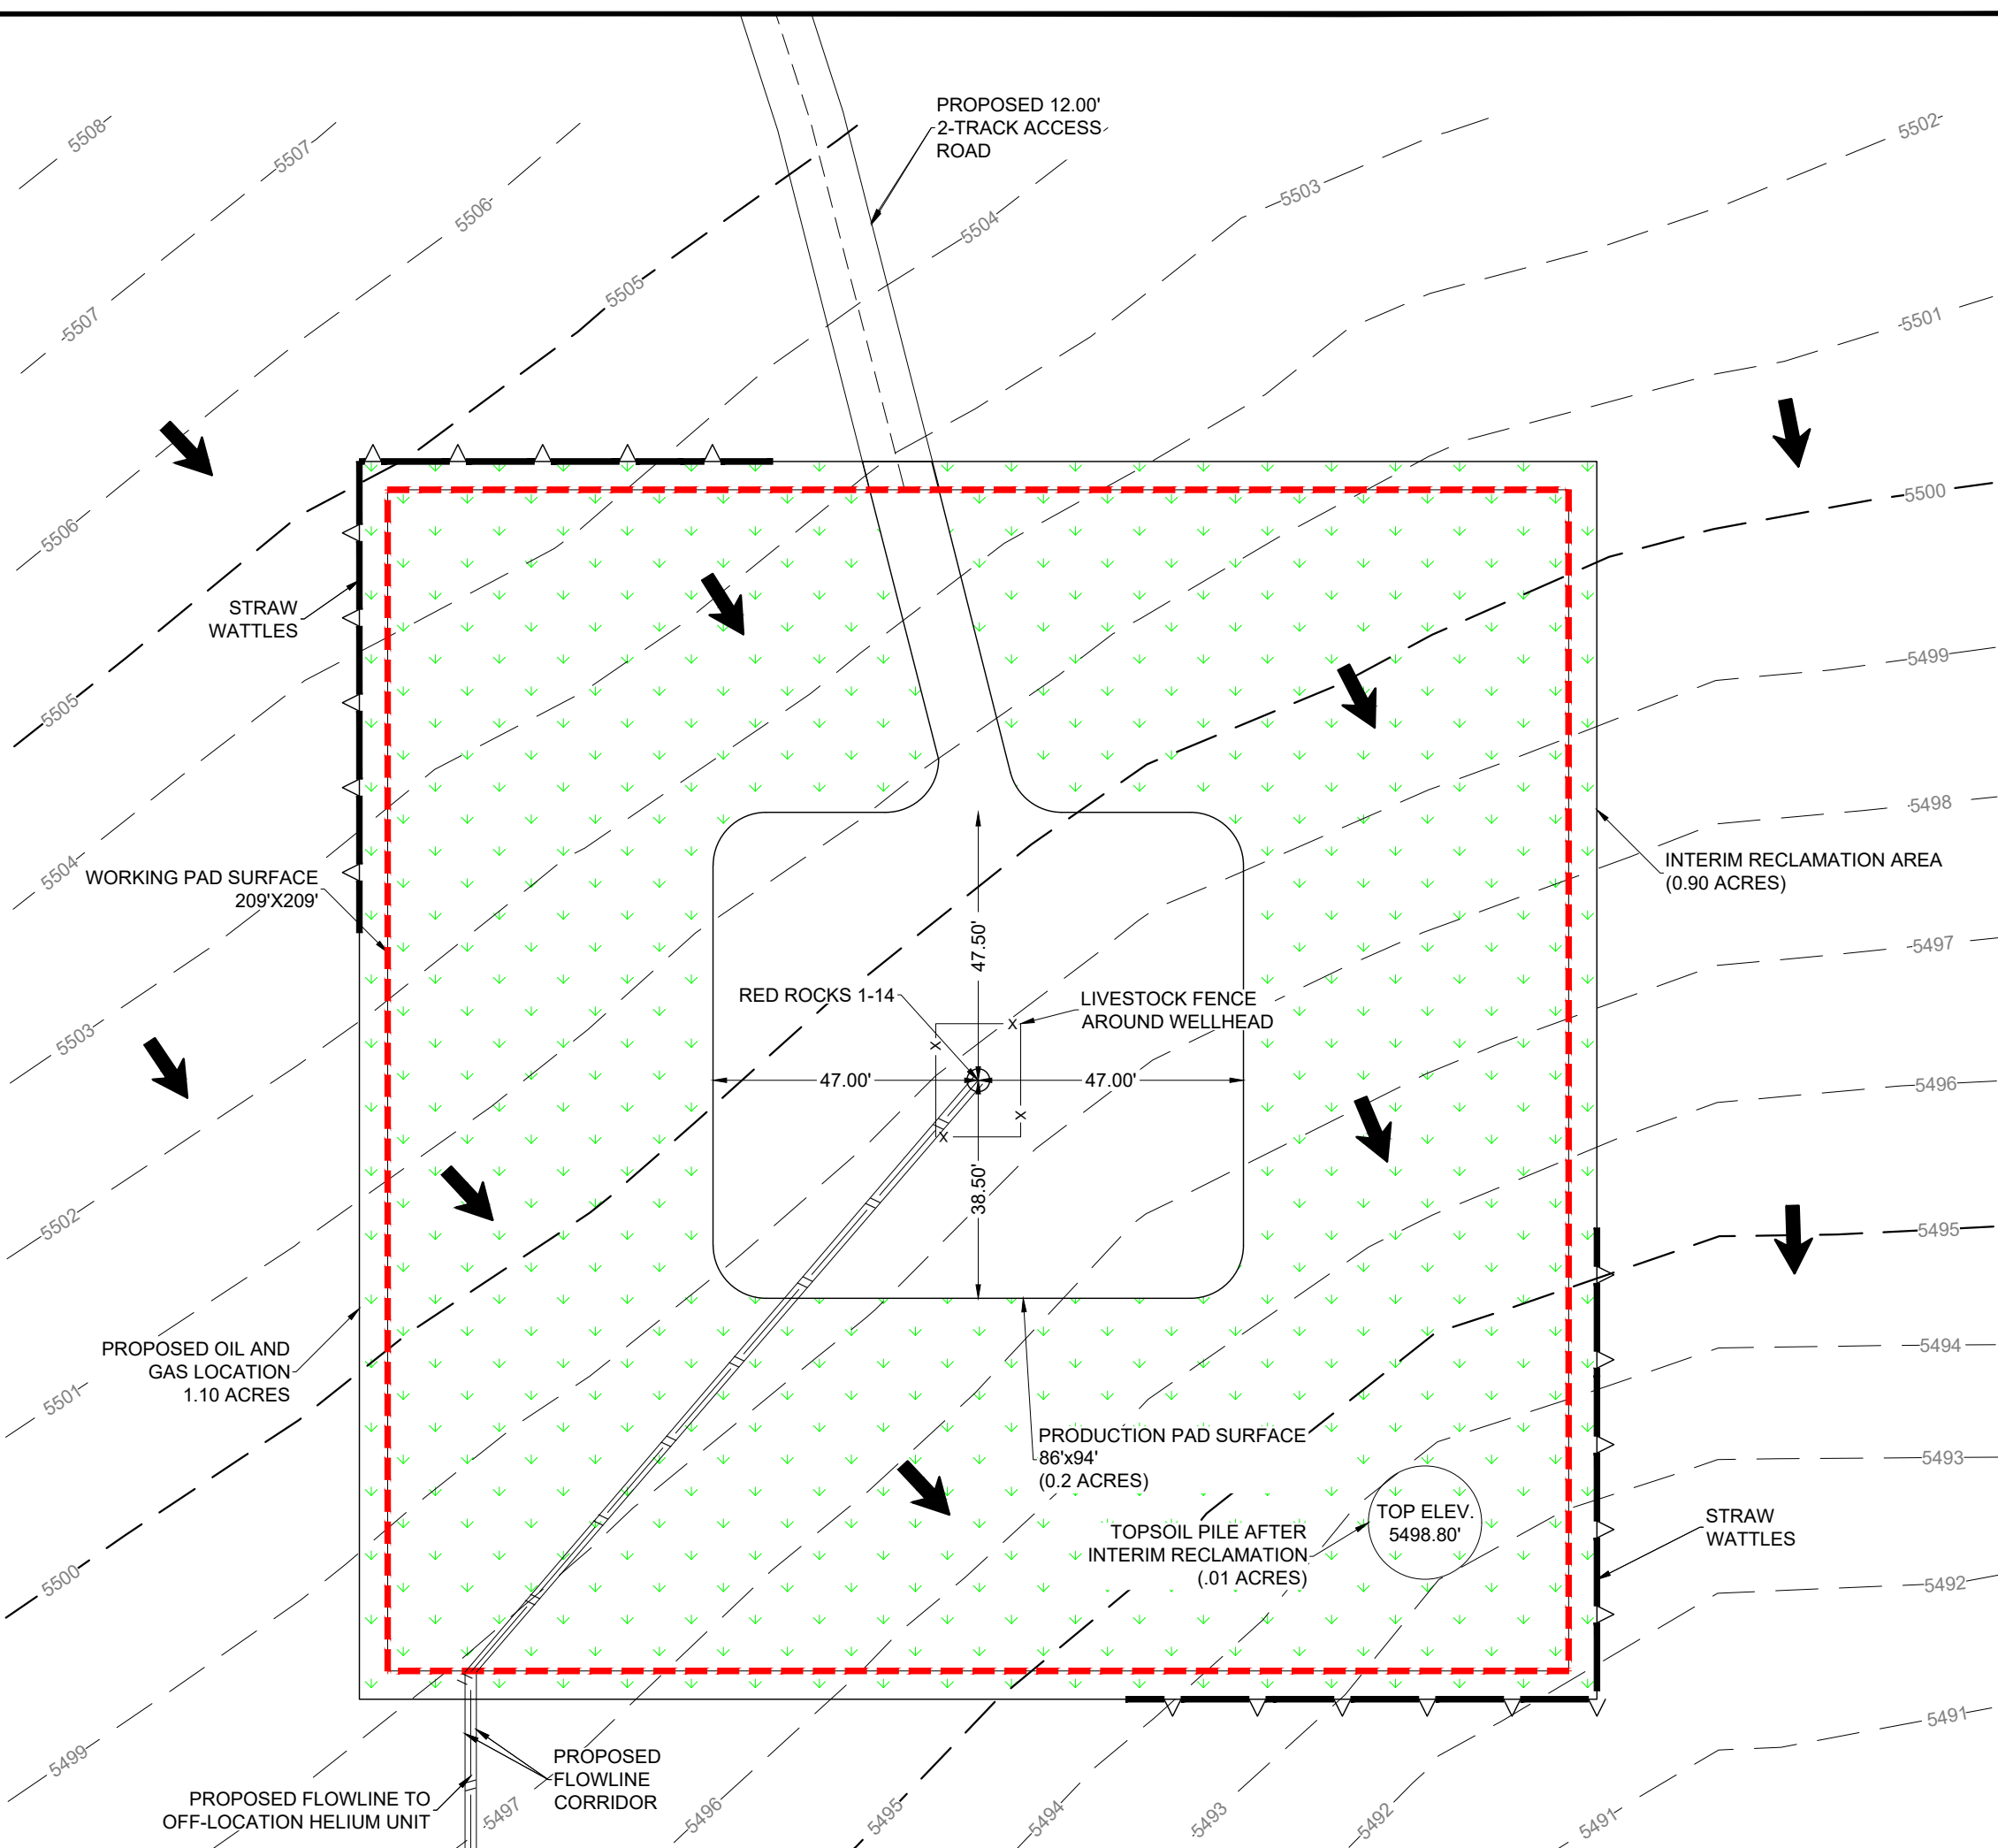 PROPOSED 12.00'
2-TRACK ACCESS
ROAD
5508
5507
5506
5505
5504
5503
5502
5501
5500
5499
5498
5497
5496
5495
5494
5493
5492
5491
5507
5506
5505
5504
5503
5502
5501
5500
5499
5497
5496
5495
5494
5493
5492
5491
STRAW
WATTLES
WORKING PAD SURFACE
209'X209'
INTERIM RECLAMATION AREA
(0.90 ACRES)
47.50'
RED ROCKS 1-14
LIVESTOCK FENCE
AROUND WELLHEAD
X
X
X
X
47.00'
47.00'
38.50'
PROPOSED OIL AND
GAS LOCATION
1.10 ACRES
PRODUCTION PAD SURFACE
86'x94'
(0.2 ACRES)
TOP ELEV.
5498.80'
TOPSOIL PILE AFTER
INTERIM RECLAMATION
(.01 ACRES)
STRAW
WATTLES
PROPOSED
FLOWLINE
CORRIDOR
PROPOSED FLOWLINE TO
OFF-LOCATION HELIUM UNIT